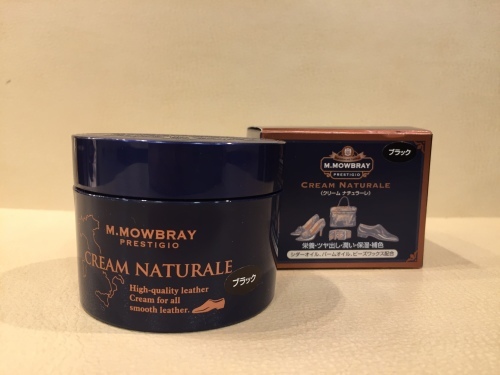 M.MOWBRAY
PRESTIGIO
CREAM NATURALE
ブラック
High-quality leather
Cream for all
smooth leather.
ブラック
M.MOWBRAY
PRESTIGIO
CREAM NATURALE
(クリーム ナチュラーレ)
栄養・ツヤ出し・潤い・保湿・補色
シダーオイル、パームオイル、ビーズワックス配合